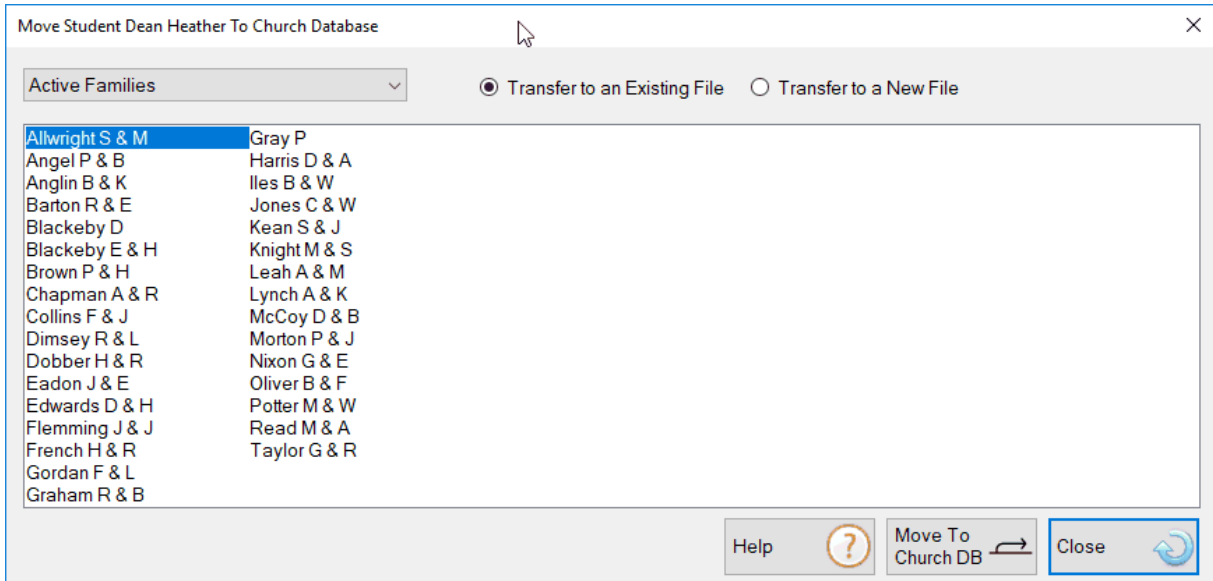 Move Student Dean Heather To Church Database
Active Families
Transfer to an Existing File
Transfer to a New File
Allwright S & M
Angel P & B
Anglin B & K
Barton R & E
Blackeby D
Blackeby E & H
Brown P & H
Chapman A & R
Collins F & J
Dimsey R & L
Dobber H & R
Eadon J & E
Edwards D & H
Flemming J & J
French H & R
Gordan F & L
Graham R & B
Gray P
Harris D & A
Iles B & W
Jones C & W
Kean S & J
Knight M & S
Leah A & M
Lynch A & K
McCoy D & B
Morton P & J
Nixon G & E
Oliver B & F
Potter M & W
Read M & A
Taylor G & R
Help
?
Move To
Church DB
Close